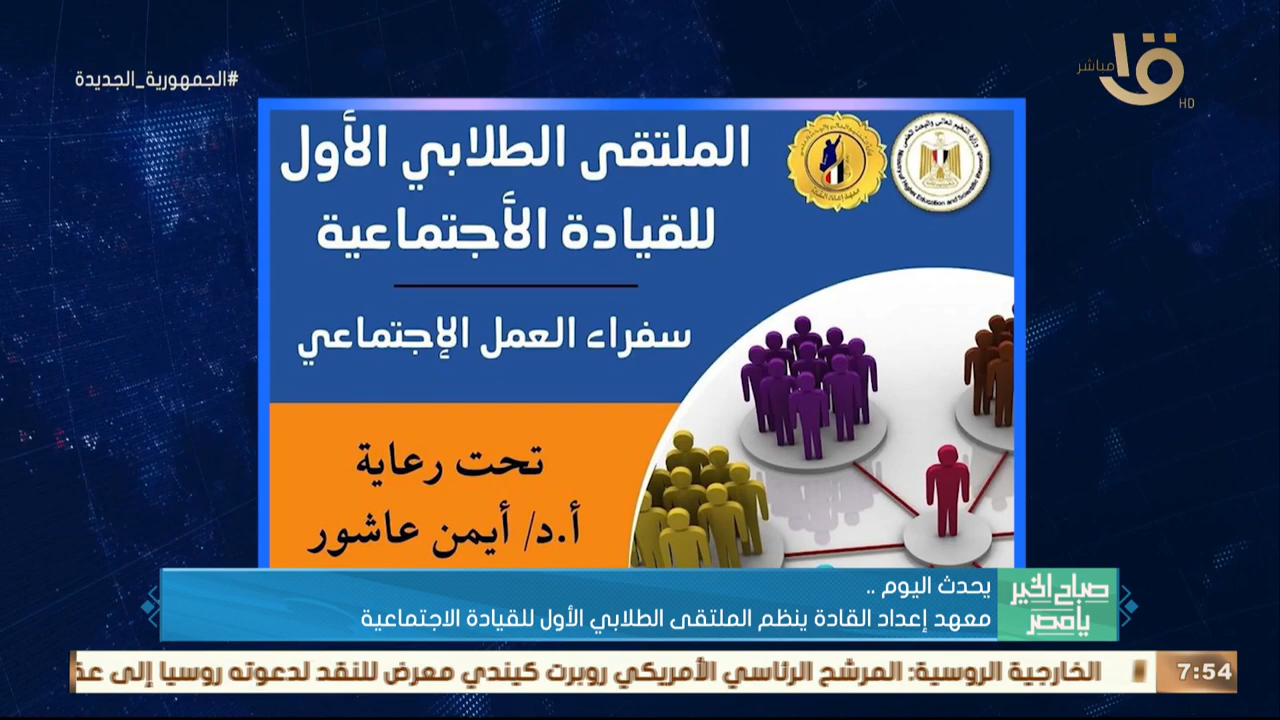 #الجمهورية_الجديدة
مباشر
HD
الملتقى الطلابي الأول
للقيادة الأجتماعية
سفراء العمل الإجتماعي
تحت رعاية
أ.د/ أيمن عاشور
صباح الخير
يا مصر
يحدث اليوم ..
معهد إعداد القادة ينظم الملتقى الطلابي الأول للقيادة الاجتماعية
7:54
الخارجية الروسية: المرشح الرئاسي الأمريكي روبرت كيندي معرض للنقد لدعوته روسيا إلى